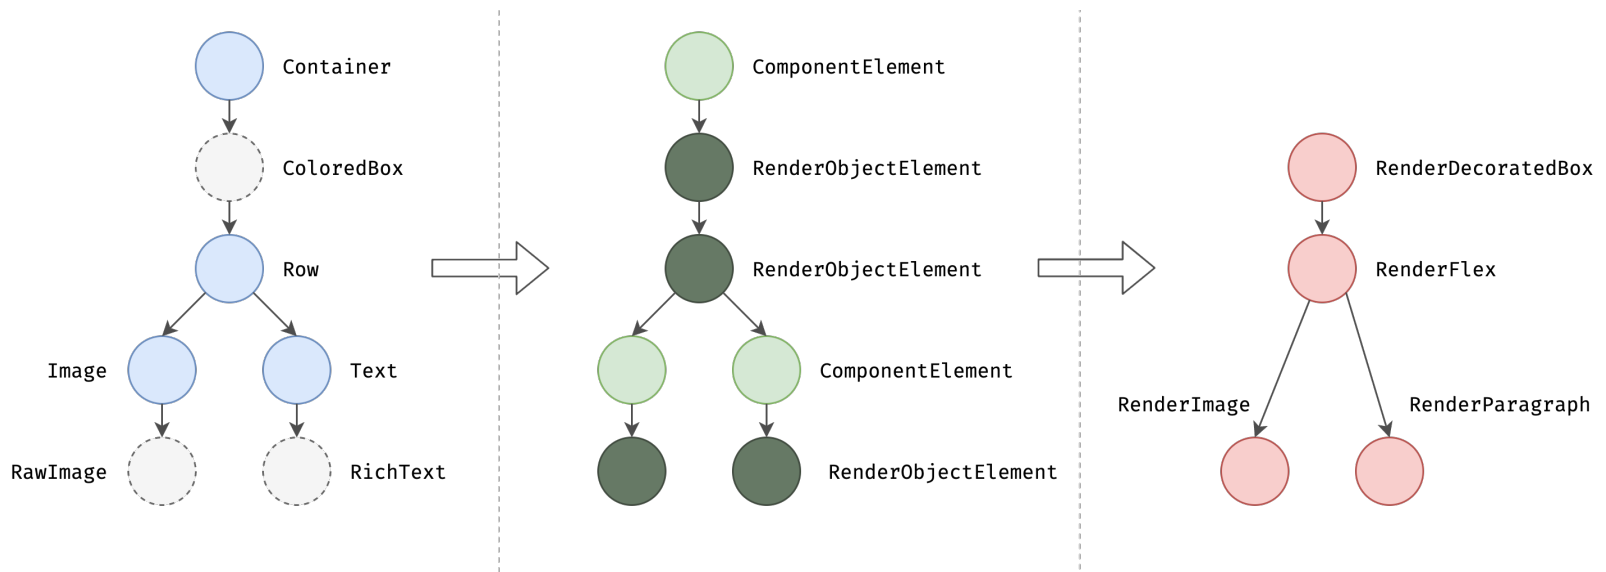 Container
ColoredBox
Row
Image
Text
RawImage
RichText
ComponentElement
RenderObjectElement
RenderObjectElement
ComponentElement
RenderObjectElement
RenderDecoratedBox
RenderFlex
RenderImage
RenderParagraph